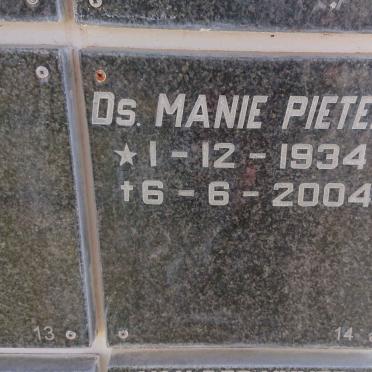 Ds. MANIE PIETE
★ 1 - 12 - 1934
† 6 - 6 - 2004
13 14